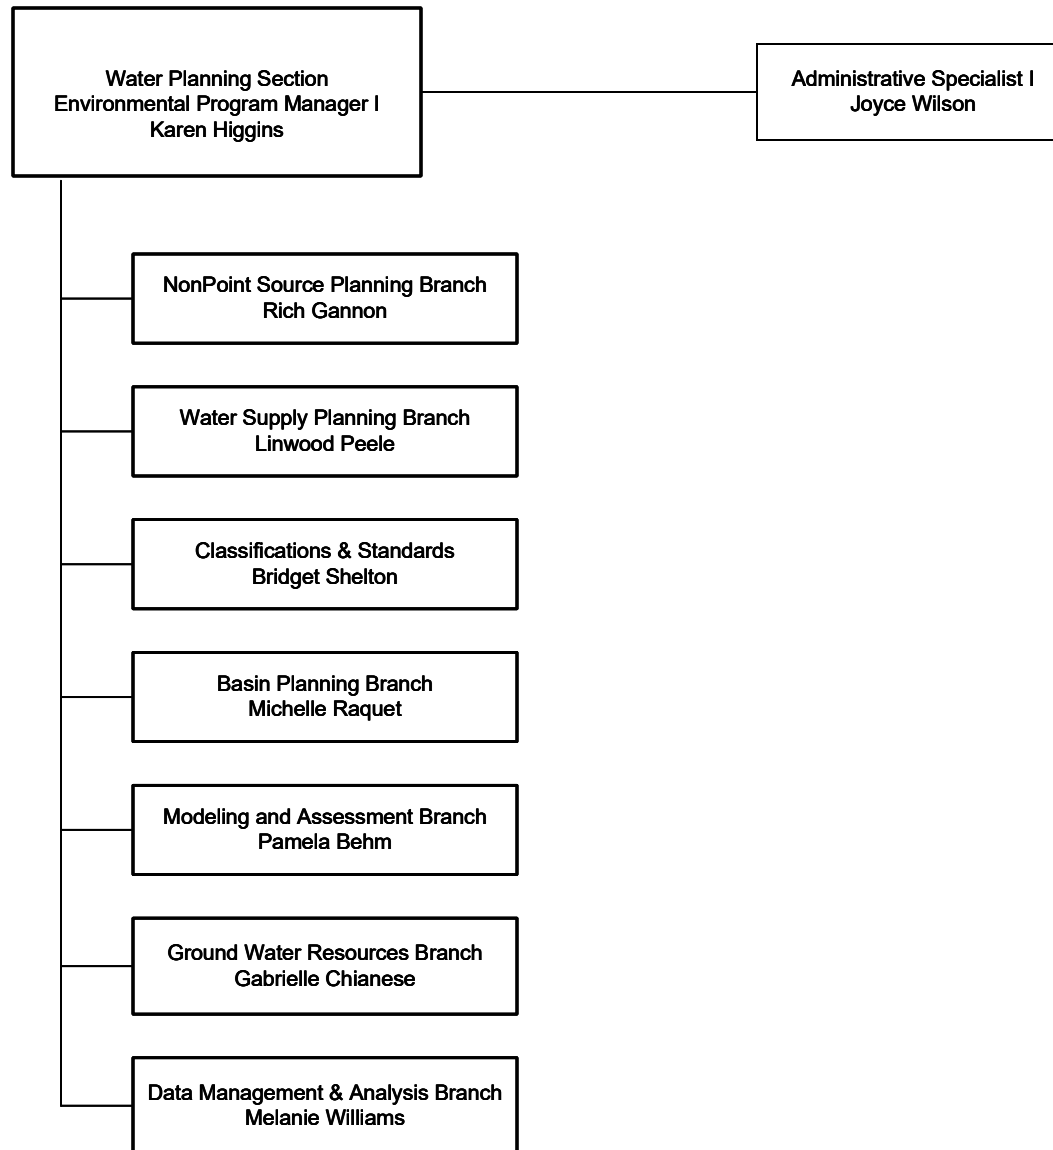 Water Planning Section
Environmental Program Manager I
Karen Higgins
Administrative Specialist I
Joyce Wilson
NonPoint Source Planning Branch
Rich Gannon
Water Supply Planning Branch
Linwood Peele
Classifications & Standards
Bridget Shelton
Basin Planning Branch
Michelle Raquet
Modeling and Assessment Branch
Pamela Behm
Ground Water Resources Branch
Gabrielle Chianese
Data Management & Analysis Branch
Melanie Williams